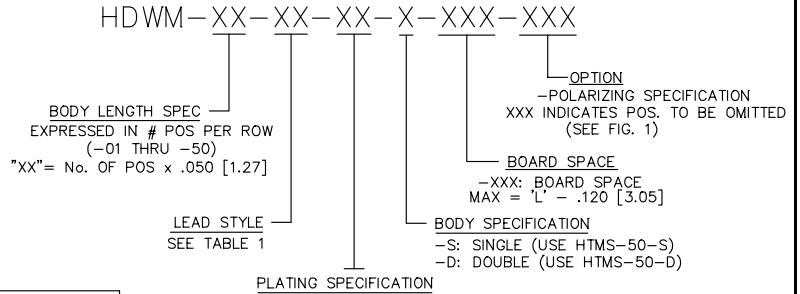 HDWM-XX-XX-XX-X-XXX-XXX
OPTION
-POLARIZING SPECIFICATION
XXX INDICATES POS. TO BE OMITTED
(SEE FIG. 1)
BODY LENGTH SPEC
EXPRESSED IN # POS PER ROW
(-01 THRU -50)
"XX"= No. OF POS x .050 [1.27]
BOARD SPACE
-XXX: BOARD SPACE
MAX = 'L' - .120 [3.05]
LEAD STYLE
SEE TABLE 1
BODY SPECIFICATION
-S: SINGLE (USE HTMS-50-S)
-D: DOUBLE (USE HTMS-50-D)
PLATING SPECIFICATION